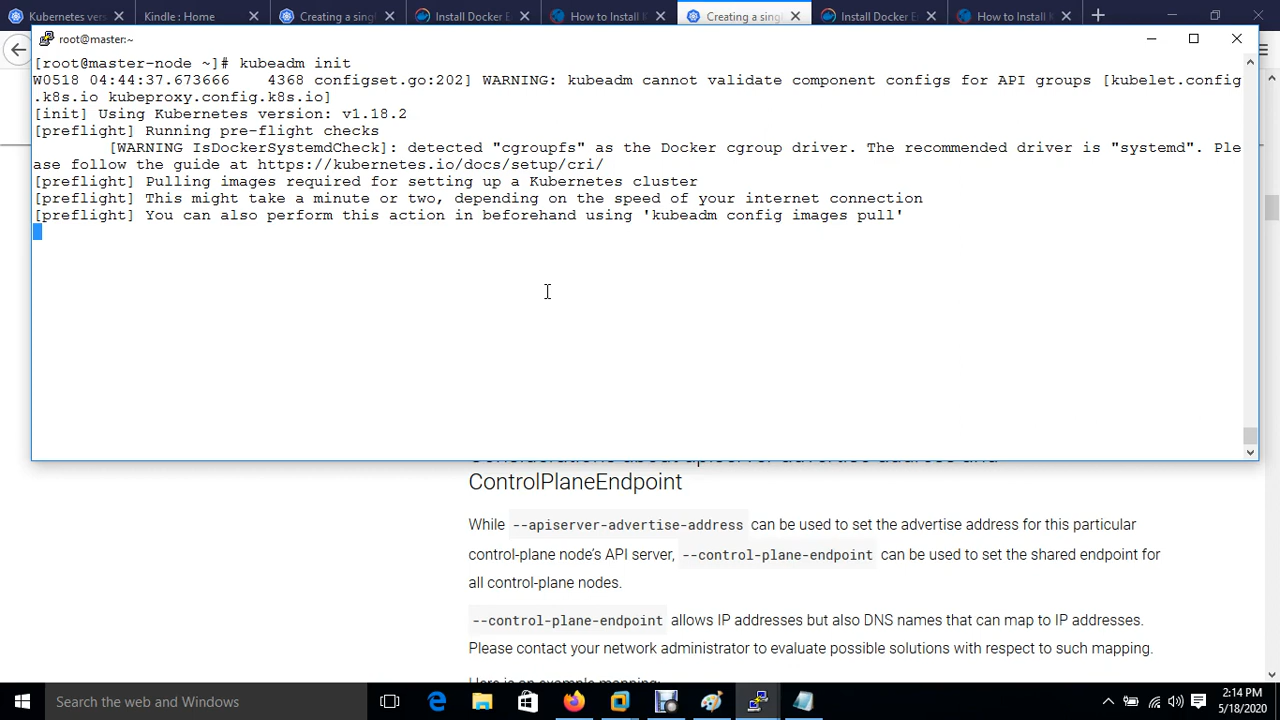 Kubernetes vers
Kindle : Home
Creating a singl
Install Docker E
How to Install K
Creating a singl
Install Docker E
How to Install K
root@master:~
[root@master-node ~]# kubeadm init
W0518 04:44:37.673666    4368 configset.go:202] WARNING: kubeadm cannot validate component configs for API groups [kubelet.config
.k8s.io kubeproxy.config.k8s.io]
[init] Using Kubernetes version: v1.18.2
[preflight] Running pre-flight checks
[WARNING IsDockerSystemdCheck]: detected "cgroupfs" as the Docker cgroup driver. The recommended driver is "systemd". Ple
ase follow the guide at https://kubernetes.io/docs/setup/cri/
[preflight] Pulling images required for setting up a Kubernetes cluster
[preflight] This might take a minute or two, depending on the speed of your internet connection
[preflight] You can also perform this action in beforehand using 'kubeadm config images pull'
ControlPlaneEndpoint
While --apiserver-advertise-address can be used to set the advertise address for this particular
control-plane node's API server, --control-plane-endpoint can be used to set the shared endpoint for
all control-plane nodes.
--control-plane-endpoint allows IP addresses but also DNS names that can map to IP addresses.
Please contact your network administrator to evaluate possible solutions with respect to such mapping.
Search the web and Windows
2:14 PM
5/18/2020